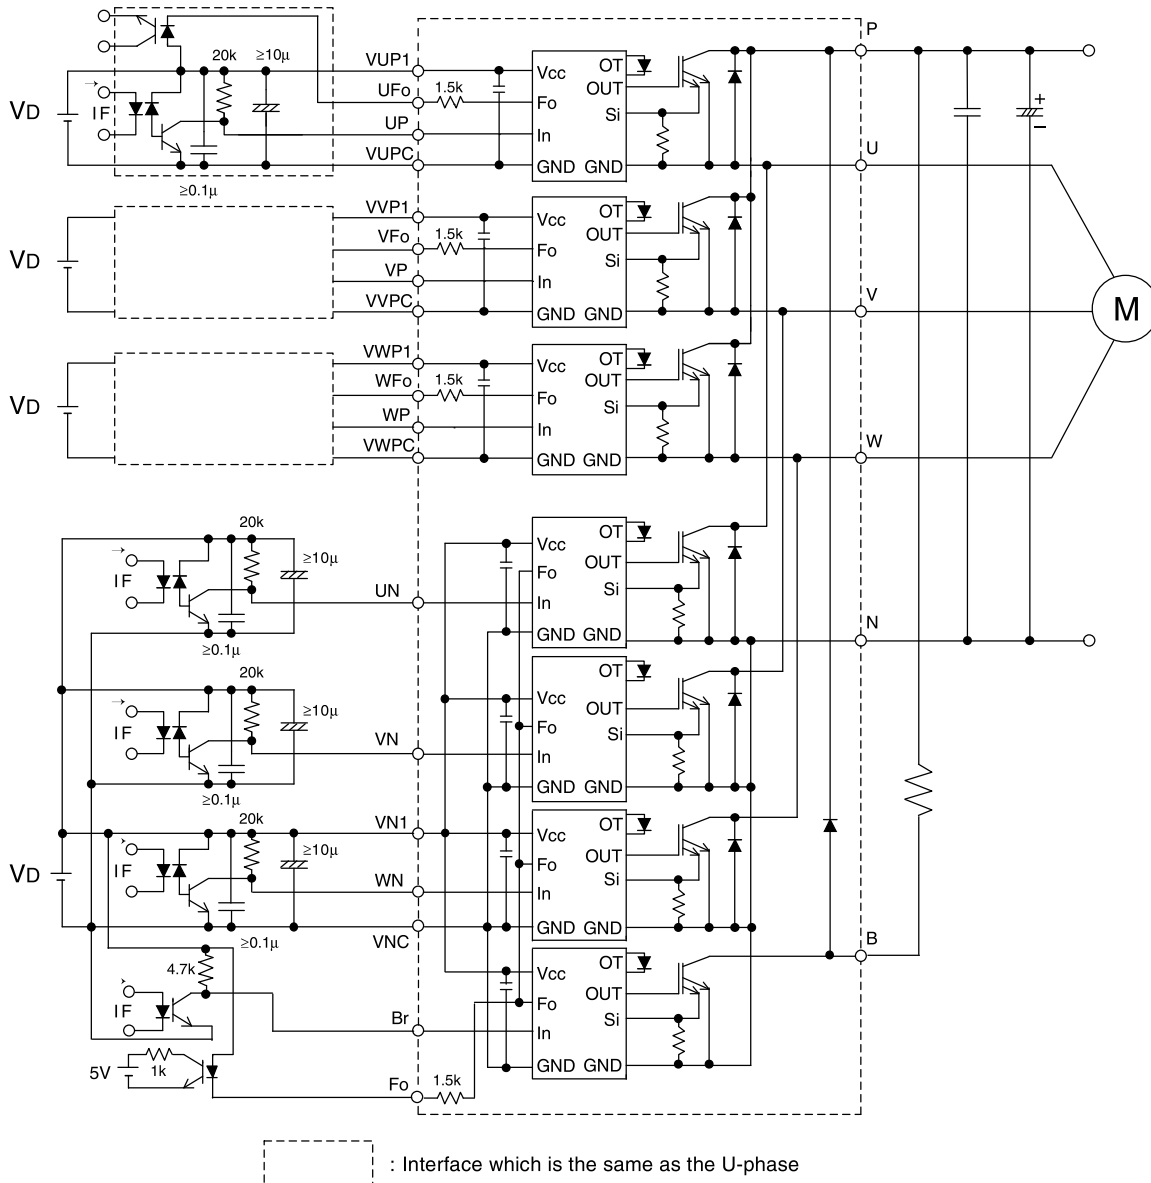 P
20k
≥10μ
VUP1
UFo
UP
VUPC
1.5k
Vcc
Fo
In
GND GND
OT
OUT
Si
VD
IF
≥0.1μ
U
+
−
VVP1
VFo
VP
VVPC
1.5k
Vcc
Fo
In
GND GND
OT
OUT
Si
VD
V
M
VWP1
WFo
WP
VWPC
1.5k
Vcc
Fo
In
GND GND
OT
OUT
Si
VD
W
20k
≥10μ
IF
UN
≥0.1μ
Vcc
Fo
In
GND GND
OT
OUT
Si
N
20k
≥10μ
IF
VN
≥0.1μ
Vcc
Fo
In
GND GND
OT
OUT
Si
20k
≥10μ
VN1
VD
IF
WN
VNC
≥0.1μ
Vcc
Fo
In
GND GND
OT
OUT
Si
B
4.7k
IF
Br
5V
1k
Fo
1.5k
Vcc
Fo
In
GND GND
OT
OUT
Si
: Interface which is the same as the U-phase